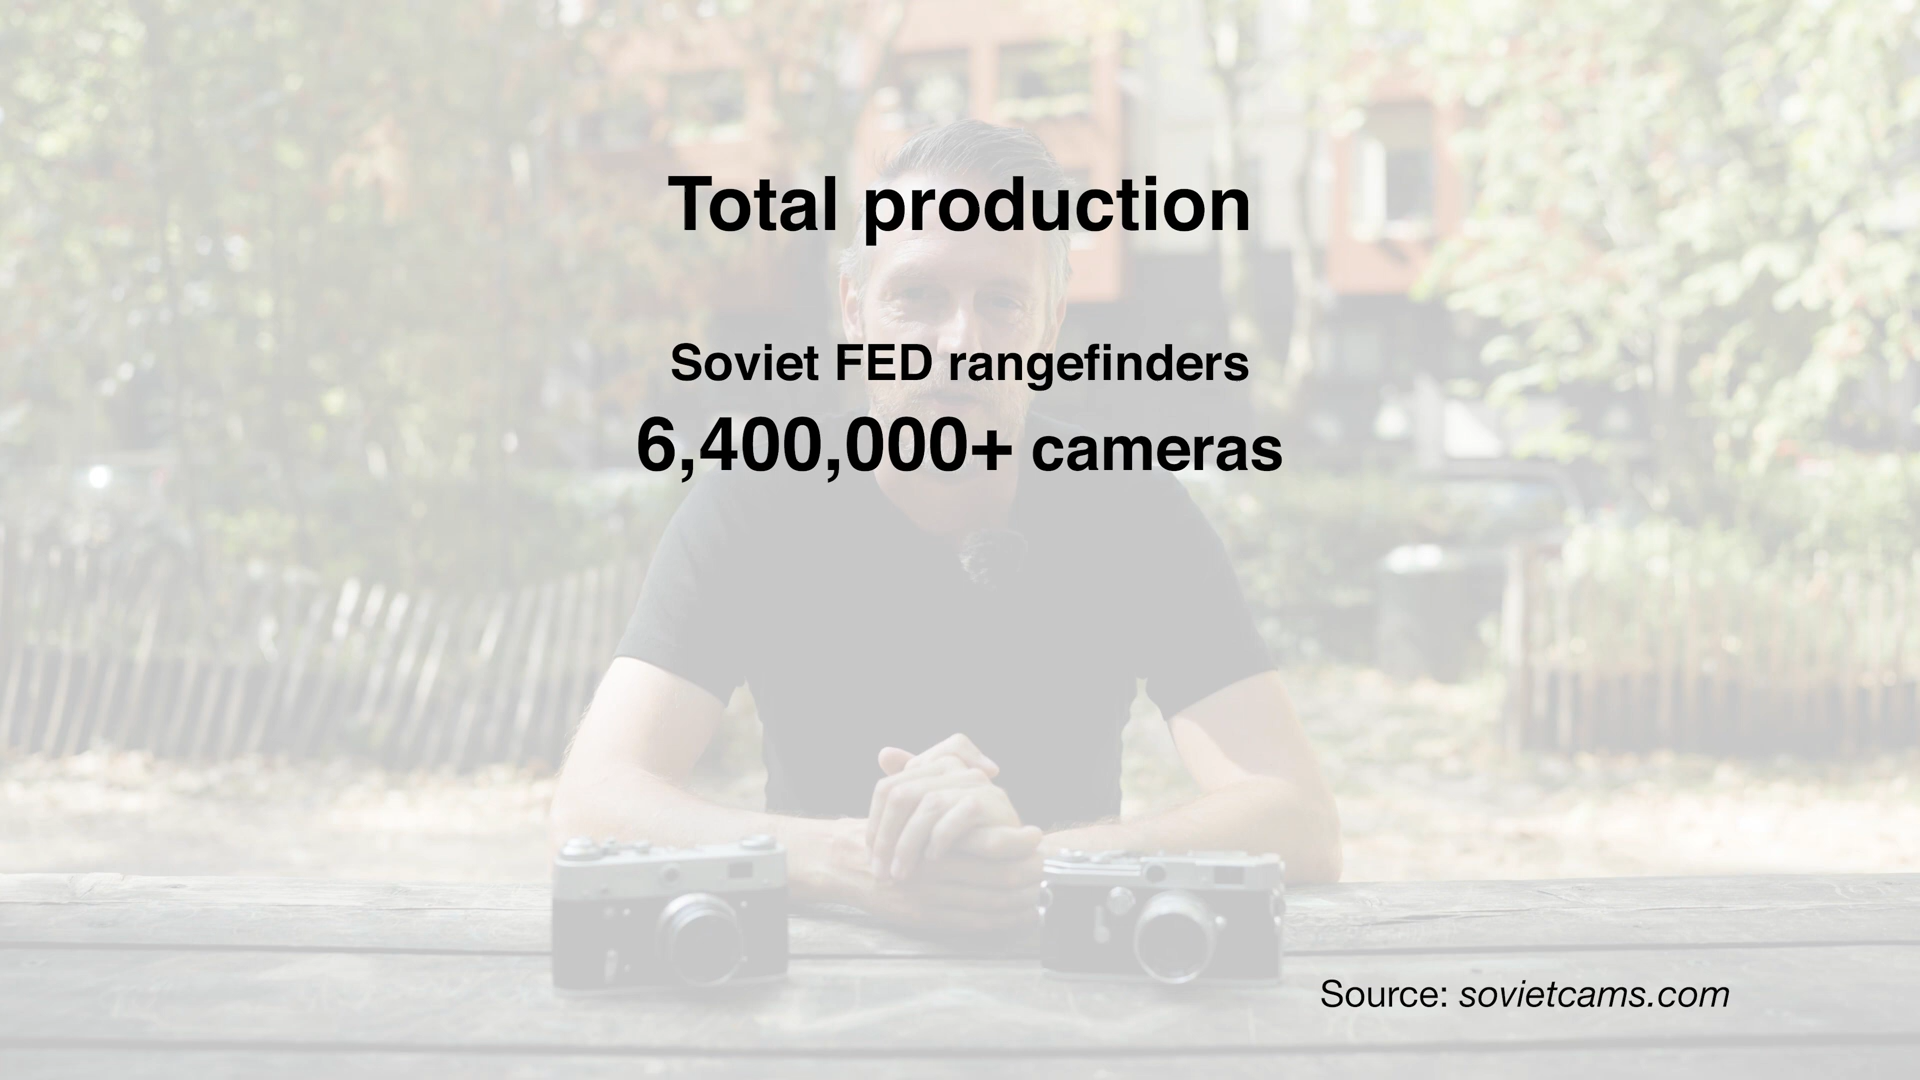 Total production
Soviet FED rangefinders
6,400,000+ cameras
Source: sovietcams.com